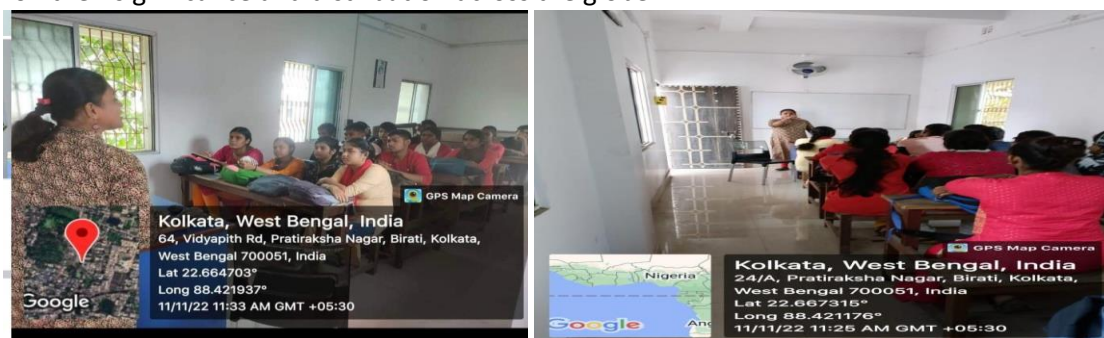 GPS Map Camera
Kolkata, West Bengal, India
64, Vidyapith Rd, Pratiraksha Nagar, Birati, Kolkata,
West Bengal 700051, India
Lat 22.664703°
Long 88.421937°
11/11/22 11:33 AM GMT +05:30
Google
GPS Map Camera
Kolkata, West Bengal, India
24/A, Pratiraksha Nagar, Birati, Kolkata,
West Bengal 700051, India
Lat 22.667315°
Long 88.421176°
11/11/22 11:25 AM GMT +05:30
Nigeria
Google
Ang